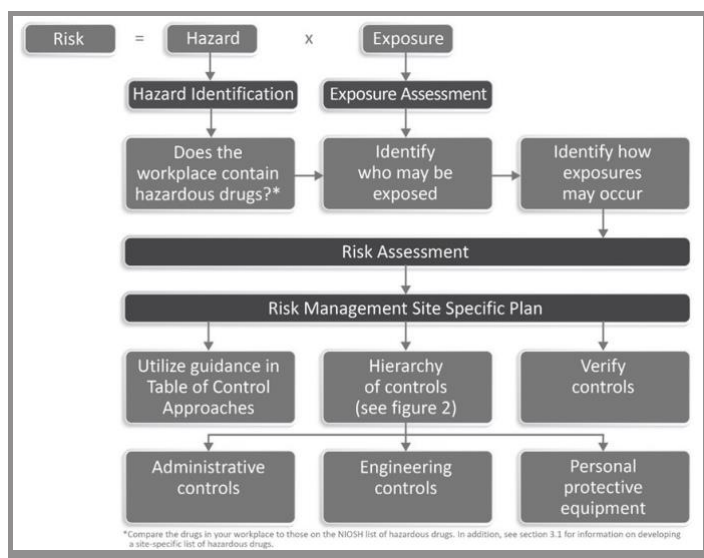 Risk = Hazard x Exposure
Hazard Identification
Exposure Assessment
Does the
workplace contain
hazardous drugs?*
Identify
who may be
exposed
Identify how
exposures
may occur
Risk Assessment
Risk Management Site Specific Plan
Utilize guidance in
Table of Control
Approaches
Hierarchy
of controls
(see figure 2)
Verify
controls
Administrative
controls
Engineering
controls
Personal
protective
equipment
*Compare the drugs in your workplace to those on the NIOSH list of hazardous drugs. In addition, see section 3.1 for information on developing
a site-specific list of hazardous drugs.